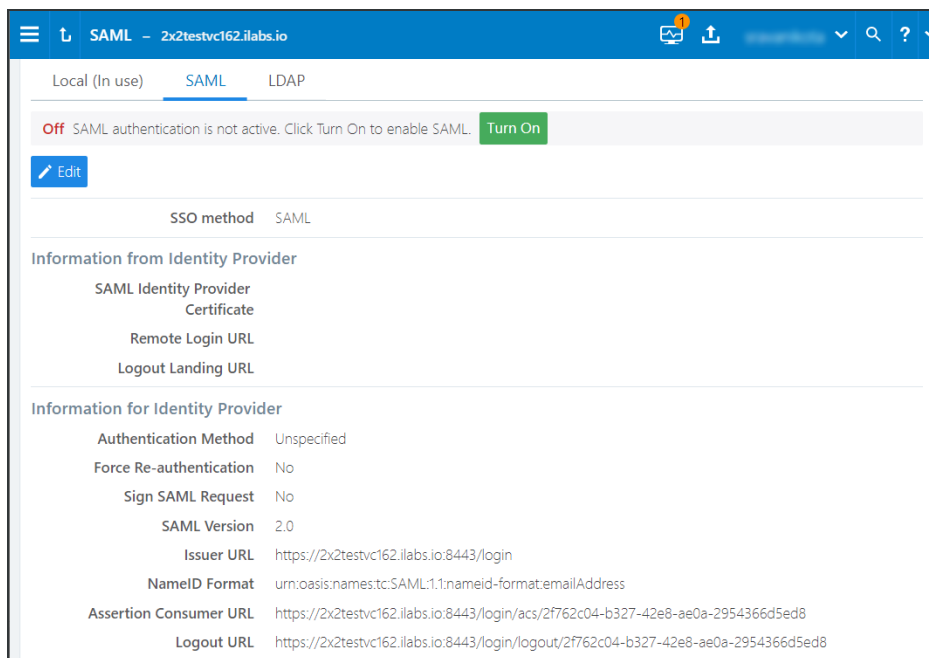 SAML – 2x2testvc162.ilabs.io
1
?
Local (In use) SAML LDAP
Off SAML authentication is not active. Click Turn On to enable SAML. Turn On
Edit
SSO method SAML
Information from Identity Provider
SAML Identity Provider
Certificate
Remote Login URL
Logout Landing URL
Information for Identity Provider
Authentication Method Unspecified
Force Re-authentication No
Sign SAML Request No
SAML Version 2.0
Issuer URL https://2x2testvc162.ilabs.io:8443/login
NameID Format urn:oasis:names:tc:SAML:1.1:nameid-format:emailAddress
Assertion Consumer URL https://2x2testvc162.ilabs.io:8443/login/acs/2f762c04-b327-42e8-ae0a-2954366d5ed8
Logout URL https://2x2testvc162.ilabs.io:8443/login/logout/2f762c04-b327-42e8-ae0a-2954366d5ed8